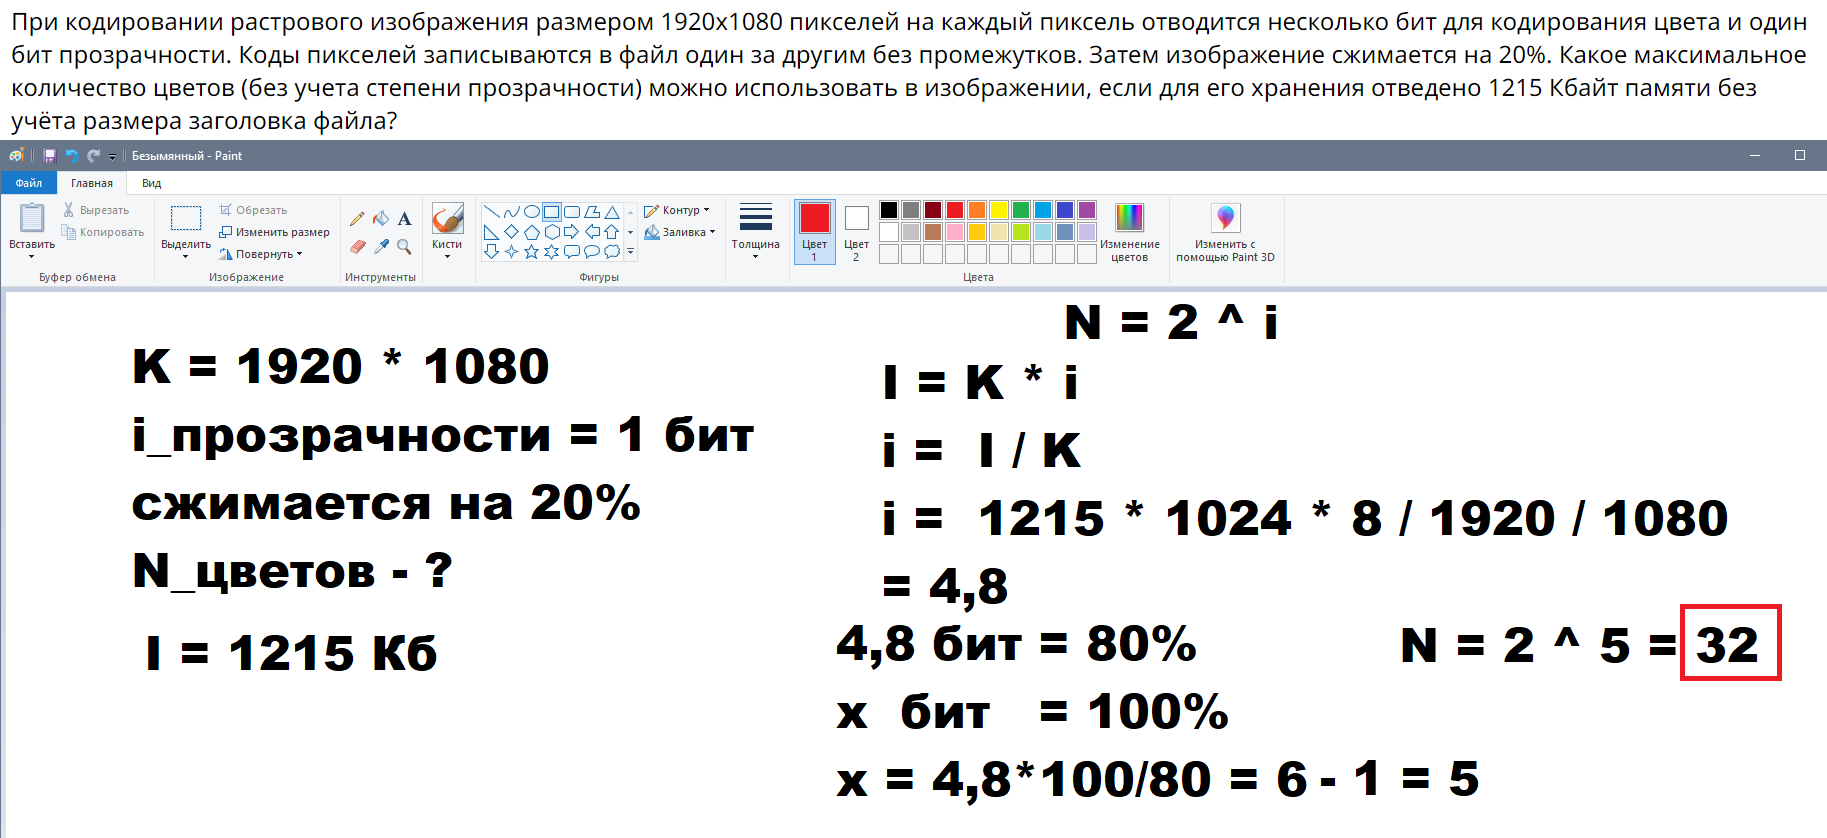 При кодировании растрового изображения размером 1920x1080 пикселей на каждый пиксель отводится несколько бит для кодирования цвета и один
бит прозрачности. Коды пикселей записываются в файл один за другим без промежутков. Затем изображение сжимается на 20%. Какое максимальное
количество цветов (без учета степени прозрачности) можно использовать в изображении, если для его хранения отведено 1215 Кбайт памяти без
учёта размера заголовка файла?
Безымянный - Paint
Файл Главная Вид
Вставить
Вырезать
Копировать
Буфер обмена
Выделить
Обрезать
Изменить размер
Повернуть
Изображение
A
Инструменты
Кисти
Контур
Заливка
Фигуры
Толщина
Цвет
1
Цвет
2
Цвета
Изменение
цветов
Изменить с
помощью Paint 3D
K = 1920 * 1080
i_прозрачности = 1 бит
сжимается на 20%
N_цветов - ?
I = 1215 Кб
N = 2 ^ i
I = K * i
i = I / K
i = 1215 * 1024 * 8 / 1920 / 1080
= 4,8
4,8 бит = 80%
x бит = 100%
x = 4,8*100/80 = 6 - 1 = 5
N = 2 ^ 5 = 32